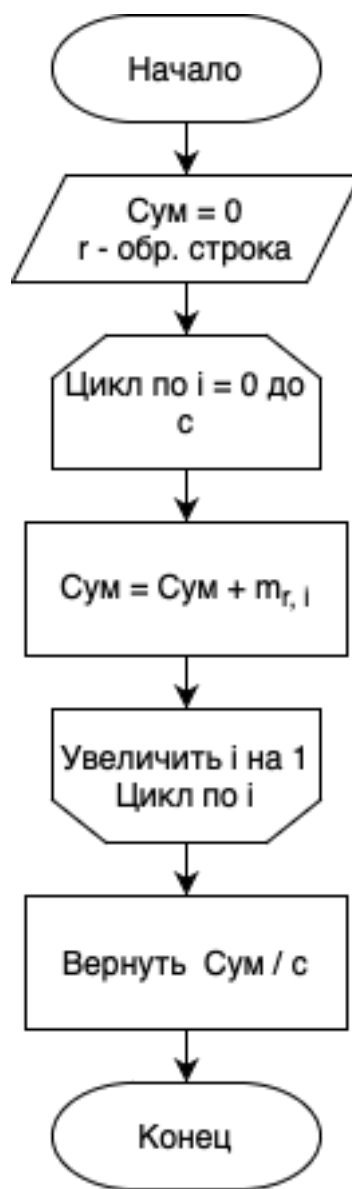 Начало
Сум = 0
r - обр. строка
Цикл по i = 0 до
c
Сум = Сум + m_r, i
Увеличить i на 1
Цикл по i
Вернуть Сум / c
Конец